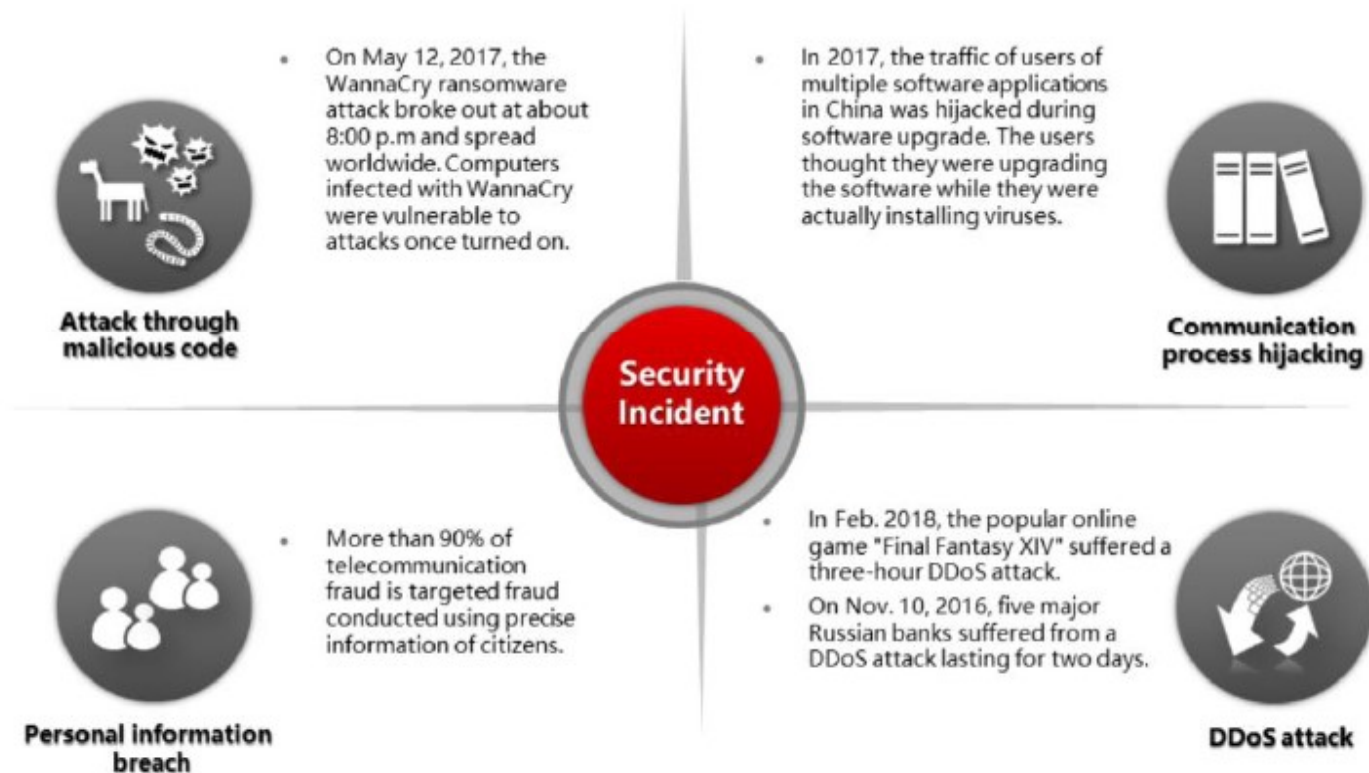 • On May 12, 2017, the
WannaCry ransomware
attack broke out at about
8:00 p.m and spread
worldwide. Computers
infected with WannaCry
were vulnerable to
attacks once turned on.
Attack through
malicious code
• In 2017, the traffic of users of
multiple software applications
in China was hijacked during
software upgrade. The users
thought they were upgrading
the software while they were
actually installing viruses.
Communication
process hijacking
Security
Incident
• More than 90% of
telecommunication
fraud is targeted fraud
conducted using precise
information of citizens.
Personal information
breach
• In Feb. 2018, the popular online
game "Final Fantasy XIV" suffered a
three-hour DDoS attack.
• On Nov. 10, 2016, five major
Russian banks suffered from a
DDoS attack lasting for two days.
DDoS attack